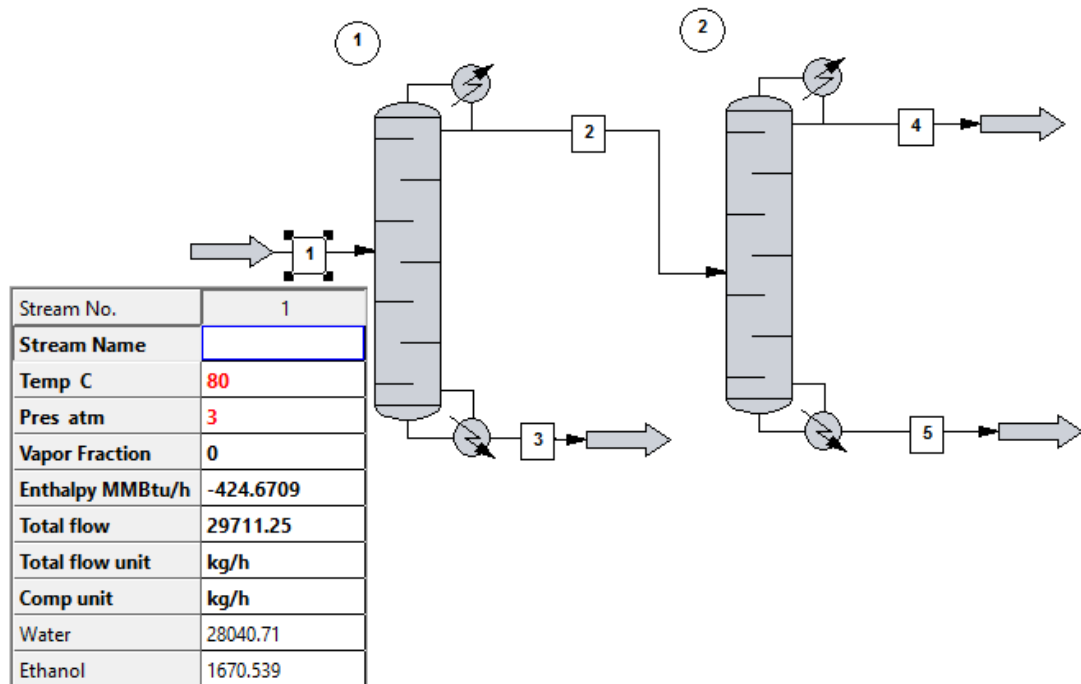 1
2
2
4
1
Stream No. 1
Stream Name
Temp C 80
Pres atm 3
Vapor Fraction 0
Enthalpy MMBtu/h -424.6709
Total flow 29711.25
Total flow unit kg/h
Comp unit kg/h
Water 28040.71
Ethanol 1670.539
3
5